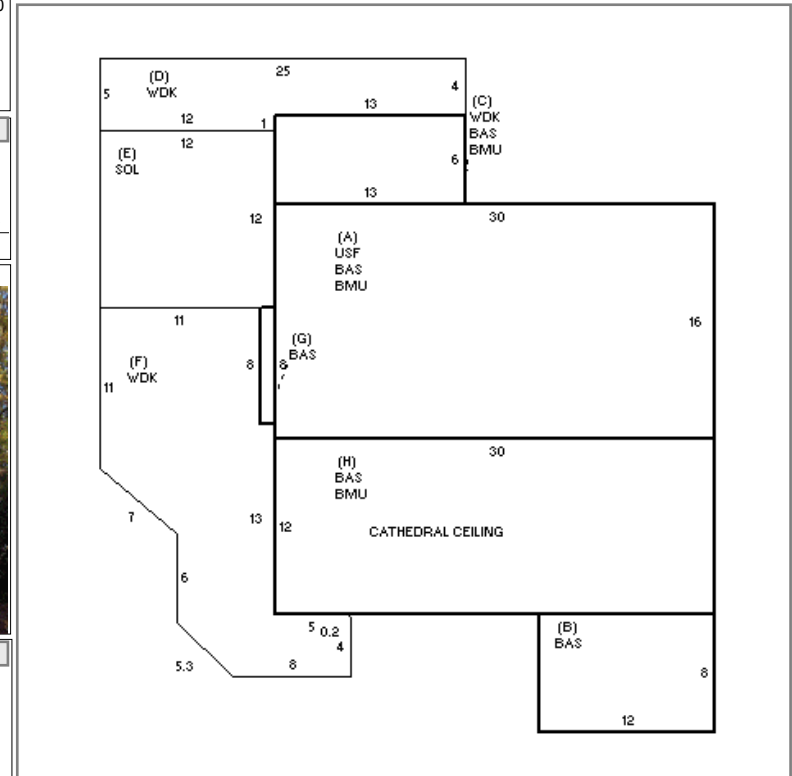 25
(D)
WDK
4
5
13
(C)
WDK
BAS
BMU
12
1
12
(E)
SOL
6
13
30
12
(A)
USF
BAS
BMU
16
11
(G)
BAS
8
8
(F)
WDK
11
30
(H)
BAS
BMU
13
12
CATHEDRAL CEILING
7
6
5
0.2
4
(B)
BAS
5.3
8
8
12